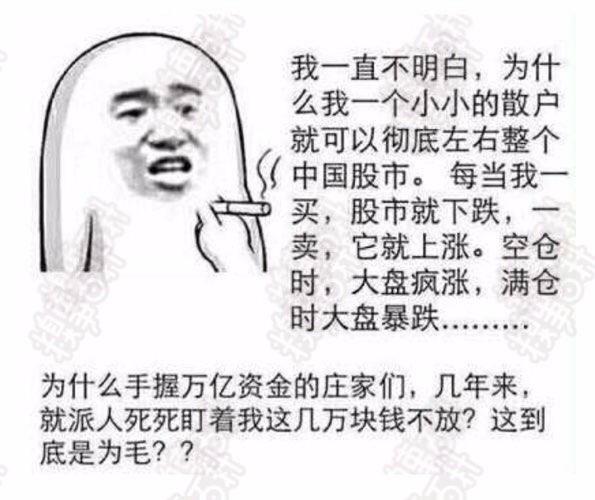 我一直不明白，为什
么我一个小小的散户
就可以彻底左右整个
中国股市。 每当我一
买，股市就下跌，一
卖，它就上涨。空仓
时，大盘疯涨，满仓
时大盘暴跌………
为什么手握万亿资金的庄家们，几年来，
就派人死死盯着我这几万块钱不放？这到
底是为毛？？